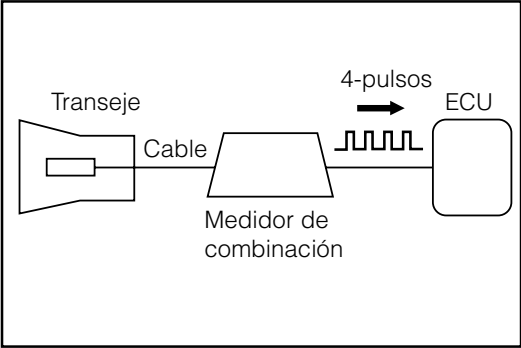 4-pulsos
Transeje
ECU
Cable
Medidor de
combinación